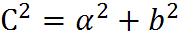 C² = α² + b²